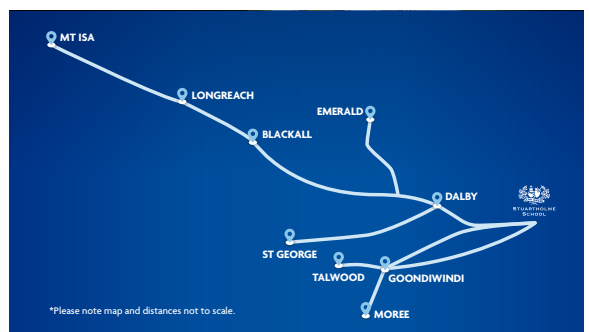 MT ISA
LONGREACH
EMERALD
BLACKALL
DALBY
STUARTHOLME
SCHOOL
ST GEORGE
TALWOOD
GOONDIWINDI
MOREE
*Please note map and distances not to scale.